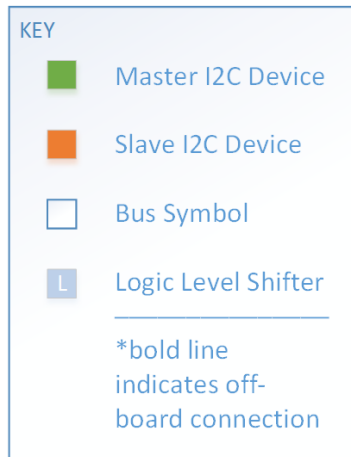 KEY
Master I2C Device
Slave I2C Device
Bus Symbol
L Logic Level Shifter
*bold line
indicates off-
board connection